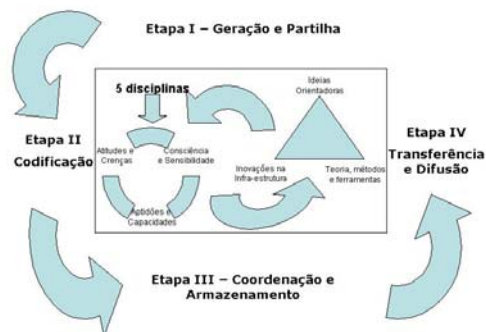 Etapa I – Geração e Partilha
Ideias
Orientadoras
5 disciplinas
Etapa II
Codificação
Atitudes e
Crenças
Consciência
e Sensibilidade
Etapa IV
Transferência
e Difusão
Inovações na
Infra-estrutura
Teoria, métodos
e ferramentas
Aptidões e
Capacidades
Etapa III – Coordenação e
Armazenamento